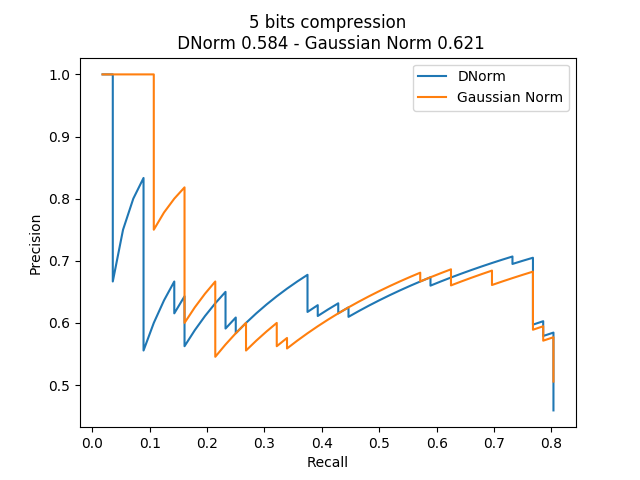 5 bits compression
DNorm 0.584 - Gaussian Norm 0.621
DNorm
Gaussian Norm
1.0
0.9
0.8
0.7
0.6
0.5
Precision
0.0 0.1 0.2 0.3 0.4 0.5 0.6 0.7 0.8
Recall